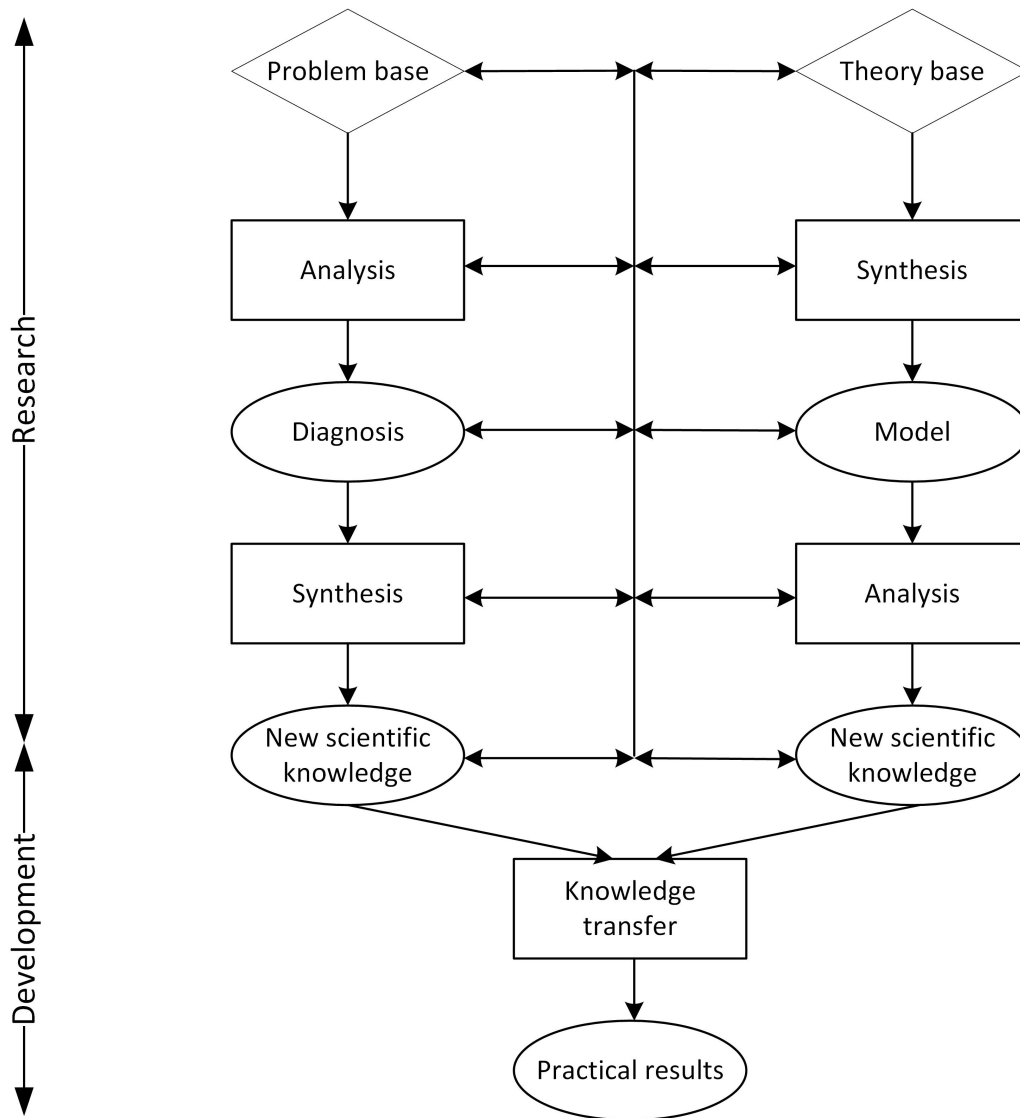 Problem base
Theory base
Analysis
Synthesis
Research
Diagnosis
Model
Synthesis
Analysis
New scientific
knowledge
New scientific
knowledge
Development
Knowledge
transfer
Practical results